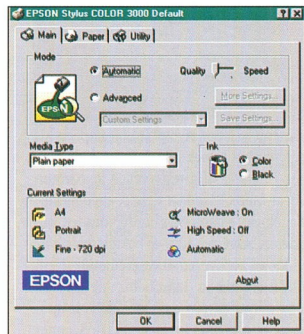 EPSON Stylus COLOR 3000 Default
Main Paper Utility
Mode
Automatic
Quality Speed
Advanced
More Settings...
Custom Settings
Save Settings...
EPSON
Media Type
Plain paper
Ink
Color
Black
Current Settings
A4
MicroWeave : On
Portrait
High Speed : Off
Fine - 720 dpi
Automatic
EPSON
About
OK Cancel Help